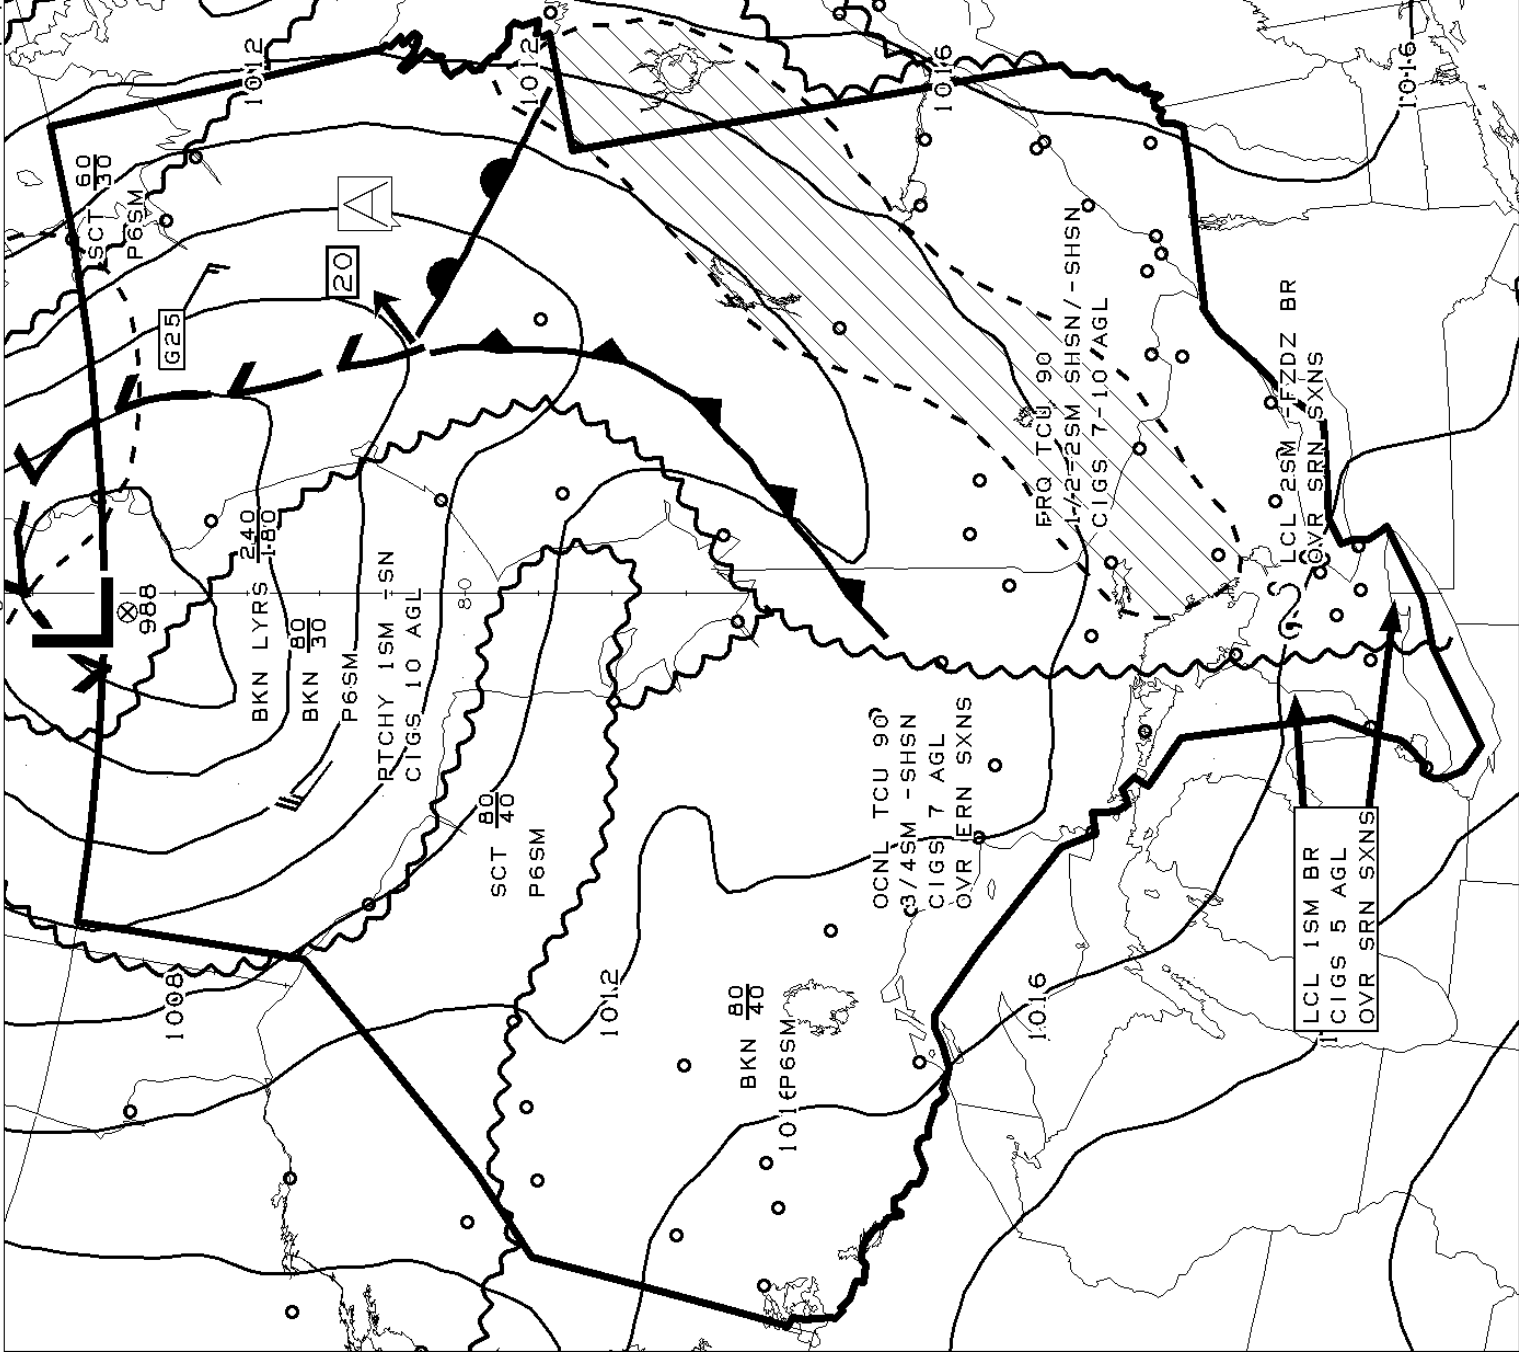 SCT 60
30
P6SM
1012
1012
1016
1016
A
20
G25
L
988
BKN LYRS 240
180
BKN 80
30
P6SM
PTCHY 1SM -SN
CIGS 10 AGL
80
SCT 80
40
P6SM
FRQ TCU 90
1/2-2SM SHSN/-SHSN
CIGS 7-10 AGL
LCL 2SM -FZDZ BR
OVR SRN SXNS
OCNL TCU 90
3/4SM -SHSN
CIGS 7 AGL
OVR ERN SXNS
1008
1012
BKN 80
40
P6SM
1016
1016
LCL 1SM BR
CIGS 5 AGL
OVR SRN SXNS